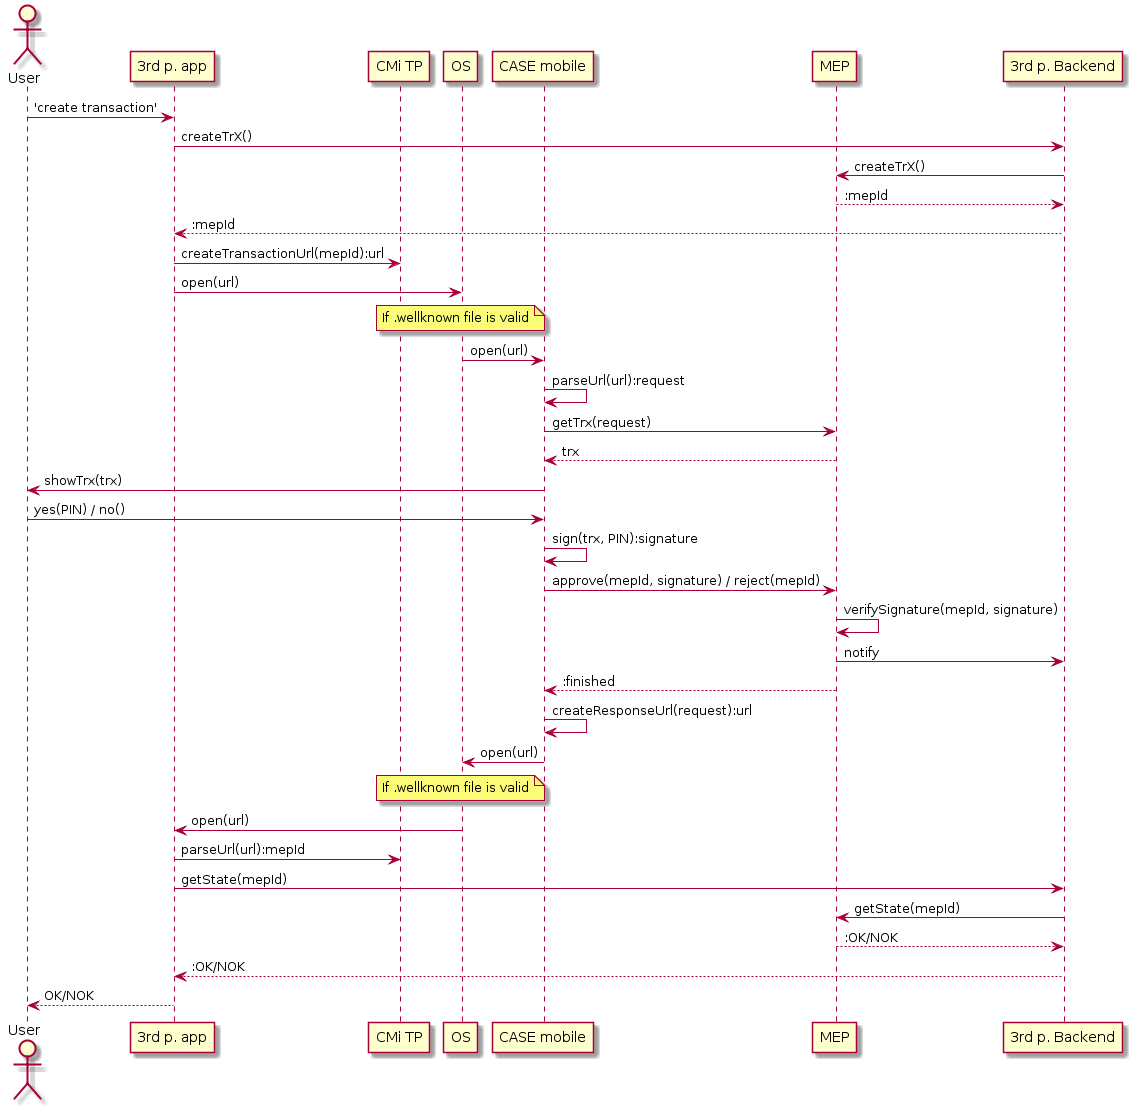 User
3rd p. app
CMi TP
OS
CASE mobile
MEP
3rd p. Backend
'create transaction'
createTrX()
createTrX()
:mepId
:mepId
createTransactionUrl(mepId):url
open(url)
If .wellknown file is valid
open(url)
parseUrl(url):request
getTrx(request)
trx
showTrx(trx)
yes(PIN) / no()
sign(trx, PIN):signature
approve(mepId, signature) / reject(mepId)
verifySignature(mepId, signature)
notify
:finished
createResponseUrl(request):url
open(url)
If .wellknown file is valid
open(url)
parseUrl(url):mepId
getState(mepId)
getState(mepId)
:OK/NOK
:OK/NOK
OK/NOK
User
3rd p. app
CMi TP
OS
CASE mobile
MEP
3rd p. Backend